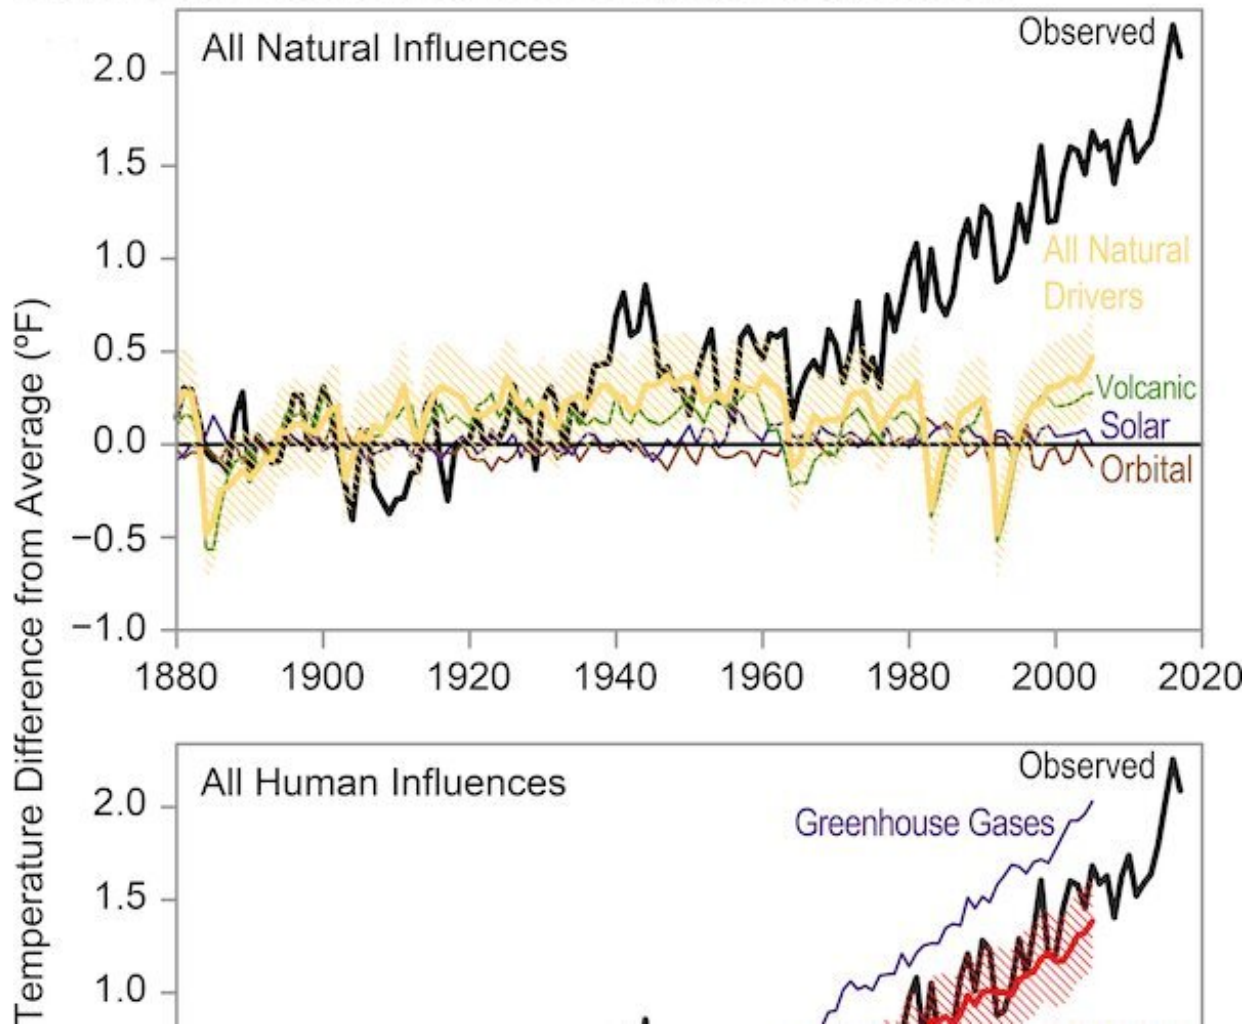 All Natural Influences
Observed
2.0
1.5
1.0
0.5
0.0
−0.5
−1.0
All Natural
Drivers
Volcanic
Solar
Orbital
1880 1900 1920 1940 1960 1980 2000 2020
Temperature Difference from Average (ºF)
All Human Influences
Observed
Greenhouse Gases
2.0
1.5
1.0